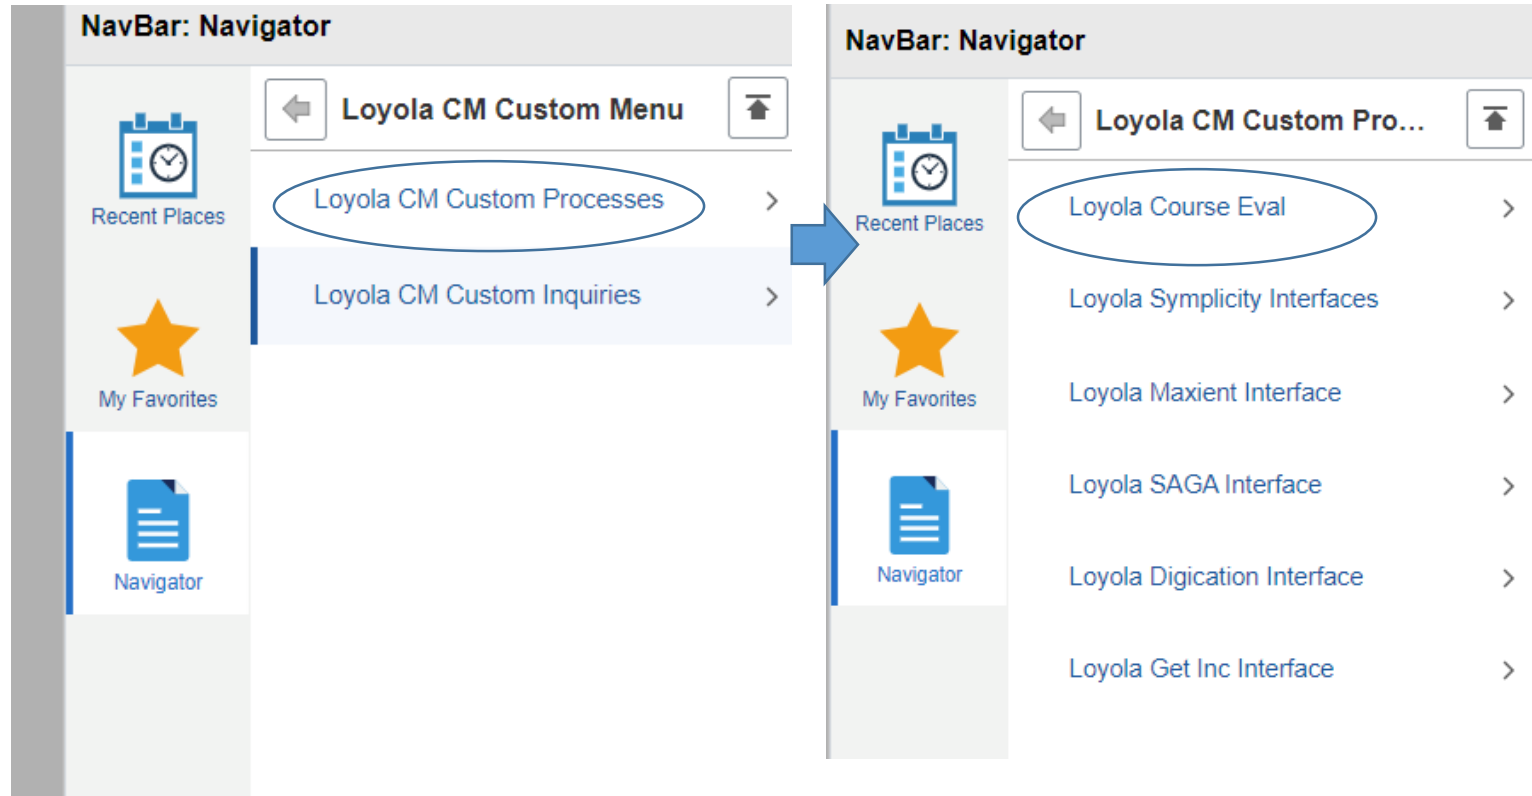 NavBar: Navigator
Loyola CM Custom Menu
Recent Places
My Favorites
Navigator
Loyola CM Custom Processes
Loyola CM Custom Inquiries
NavBar: Navigator
Loyola CM Custom Pro...
Recent Places
My Favorites
Navigator
Loyola Course Eval
Loyola Symplicity Interfaces
Loyola Maxient Interface
Loyola SAGA Interface
Loyola Digication Interface
Loyola Get Inc Interface